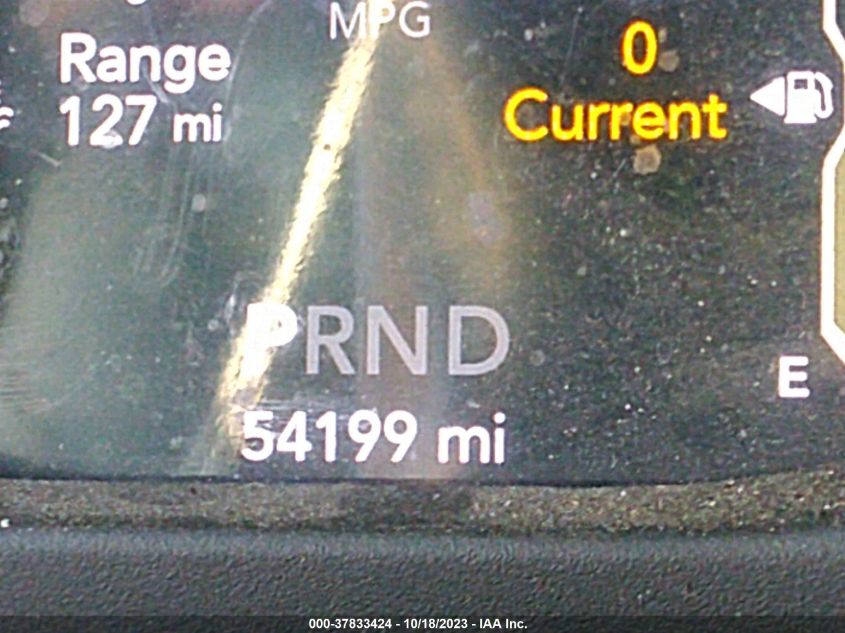 MPG
Range
127 mi
0
Current
PRND
E
54199 mi
000-37833424 - 10/18/2023 - IAA Inc.